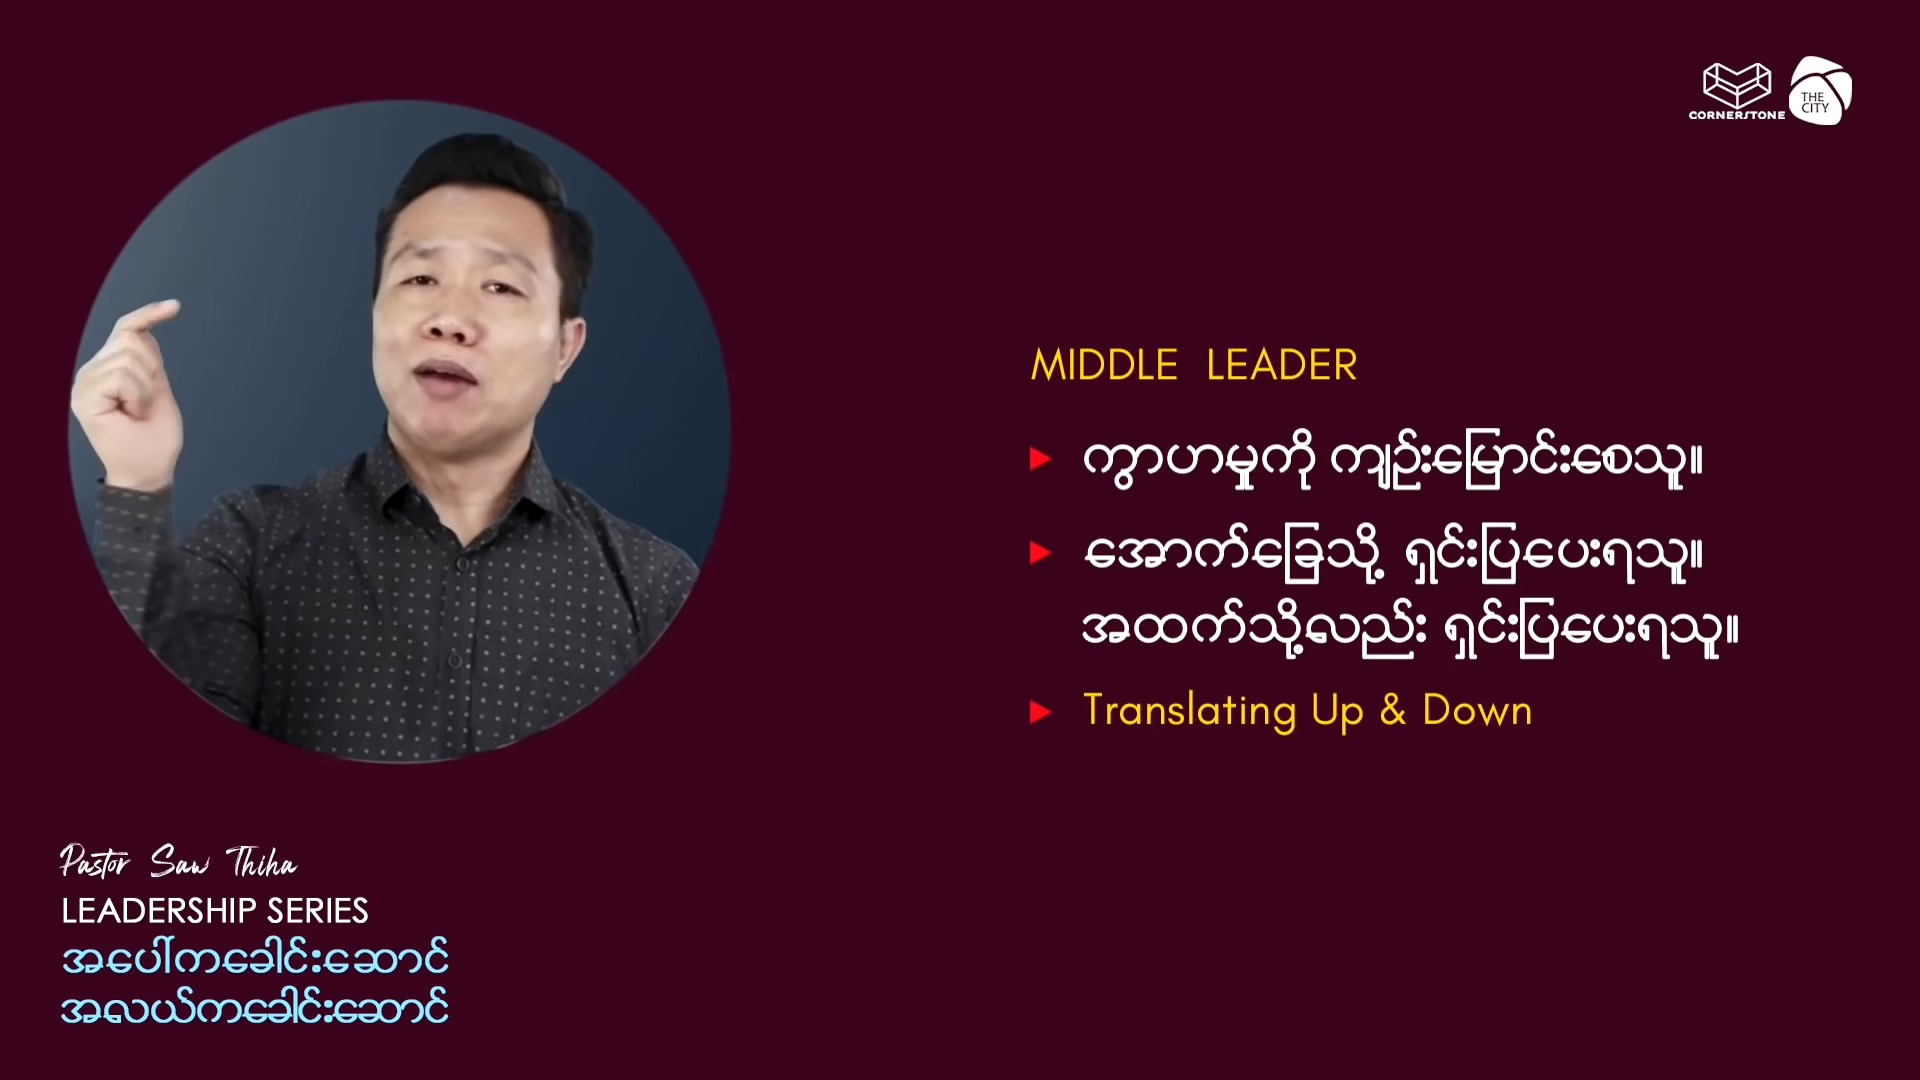 CORNERSTONE
THE
CITY
MIDDLE LEADER
ကွာဟမှုကို ကျဉ်းမြောင်းစေသူ။
အောက်ခြေသို့ ရှင်းပြပေးရသူ။
အထက်သို့လည်း ရှင်းပြပေးရသူ။
Translating Up & Down
Pastor Saw Thiha
LEADERSHIP SERIES
အပေါ်ကခေါင်းဆောင်
အလယ်ကခေါင်းဆောင်